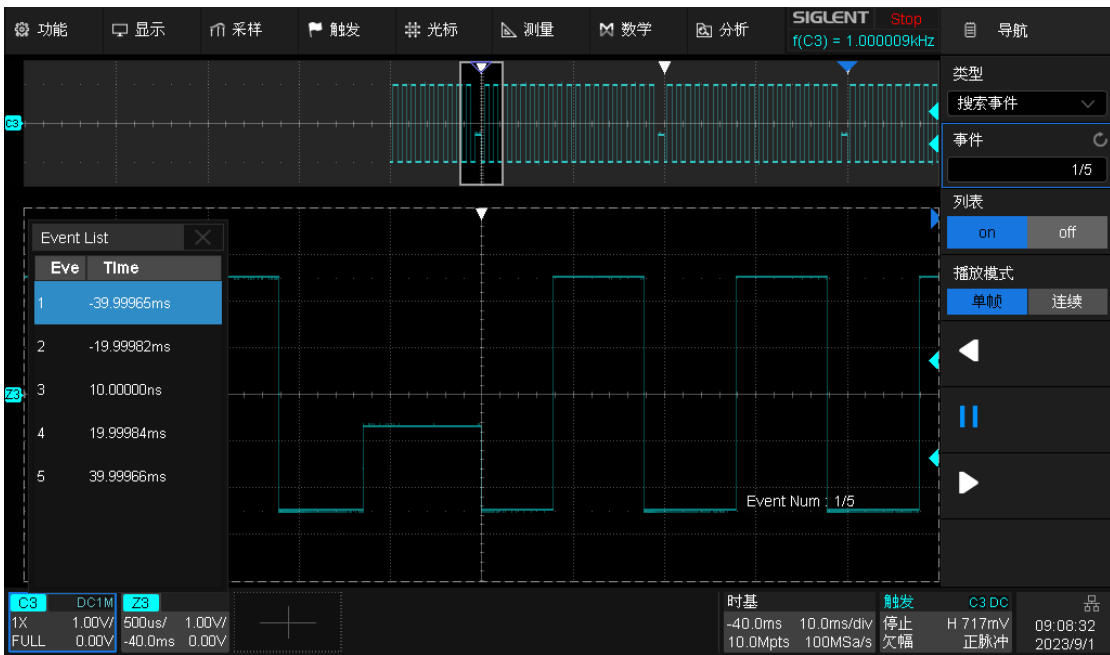 功能 显示 采样 触发 光标 测量 数学 分析 SIGLENT Stop
f(C3) = 1.000009kHz
导航
类型
搜索事件
C3
事件
1/5
列表
on off
播放模式
单帧 连续
Event List
Eve Time
1 -39.99965ms
2 -19.99982ms
3 10.00000ns
4 19.99984ms
5 39.99966ms
Z3
Event Num : 1/5
C3 DC1M
1X 1.00V/
FULL 0.00V
Z3
500us/ 1.00V/
-40.0ms 0.00V
时基
-40.0ms 10.0ms/div
10.0Mpts 100MSa/s
触发 C3 DC
停止 H 717mV
欠幅 正脉冲
09:08:32
2023/9/1